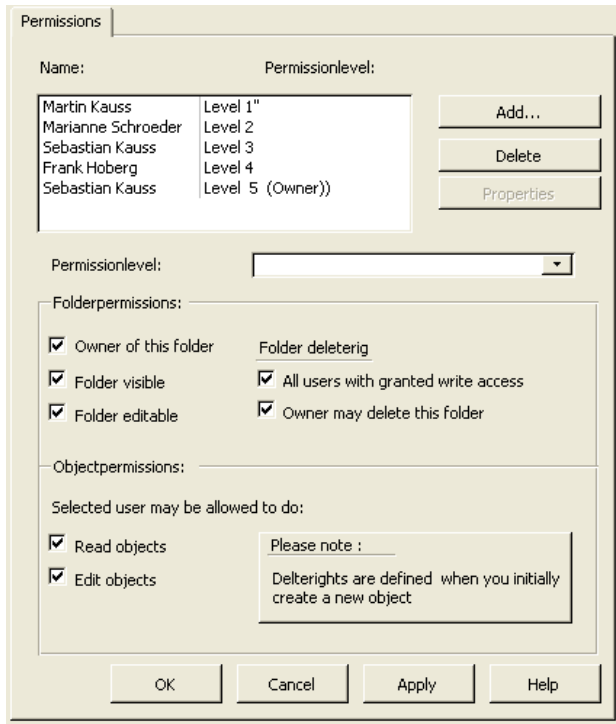 Permissions
Name: Permissionlevel:
Martin Kauss Level 1"
Marianne Schroeder Level 2
Sebastian Kauss Level 3
Frank Hoberg Level 4
Sebastian Kauss Level 5 (Owner))
Add...
Delete
Properties
Permissionlevel:
Folderpermissions:
Owner of this folder
Folder visible
Folder editable
Folder deleterig
All users with granted write access
Owner may delete this folder
Objectpermissions:
Selected user may be allowed to do:
Read objects
Edit objects
Please note :
Delterights are defined when you initially
create a new object
OK Cancel Apply Help